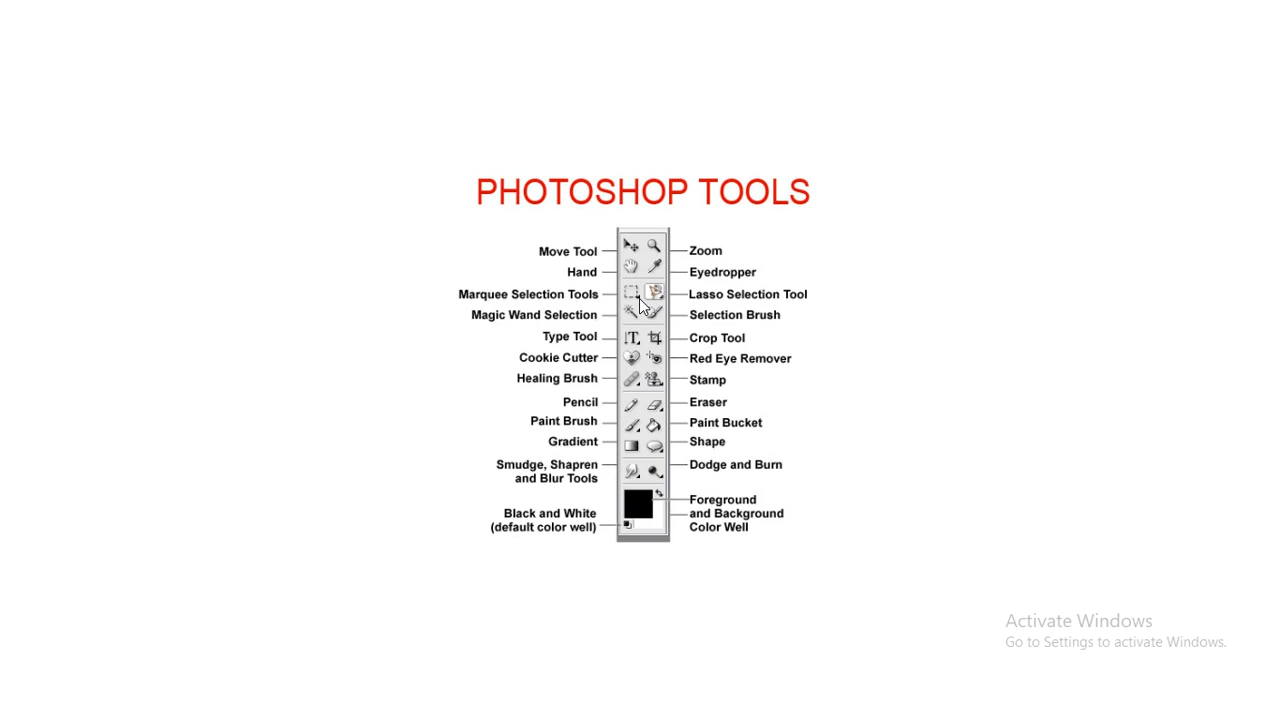 PHOTOSHOP TOOLS
Move Tool
Zoom
Hand
Eyedropper
Marquee Selection Tools
Lasso Selection Tool
Magic Wand Selection
Selection Brush
Type Tool
Crop Tool
Cookie Cutter
Red Eye Remover
Healing Brush
Stamp
Pencil
Eraser
Paint Brush
Paint Bucket
Gradient
Shape
Smudge, Shapren
and Blur Tools
Dodge and Burn
Black and White
(default color well)
Foreground
and Background
Color Well
Activate Windows
Go to Settings to activate Windows.